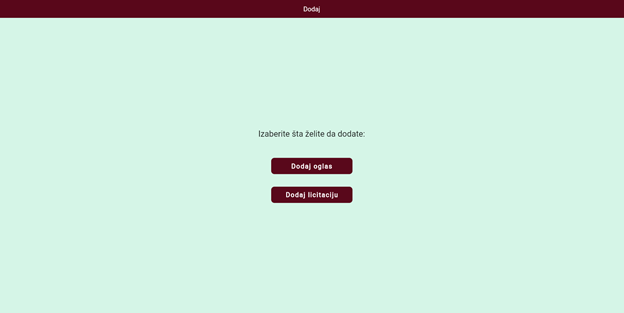 Dodaj
Izaberite šta želite da dodate:
Dodaj oglas
Dodaj licitaciju